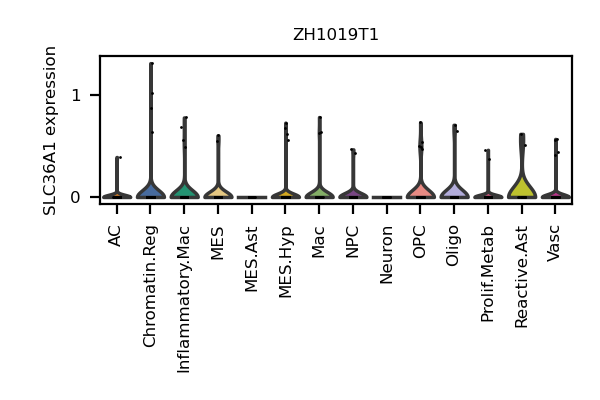 ZH1019T1
SLC36A1 expression
1
0
AC
Chromatin.Reg
Inflammatory.Mac
MES
MES.Ast
MES.Hyp
Mac
NPC
Neuron
OPC
Oligo
Prolif.Metab
Reactive.Ast
Vasc